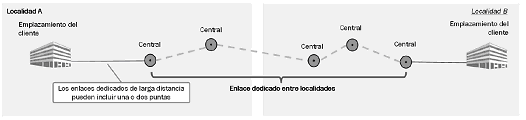 Localidad A
Localidad B
Emplazamiento del
cliente
Central
Central
Central
Central
Central
Emplazamiento del
cliente
Los enlaces dedicados de larga distancia
pueden incluir una o dos puntas
Enlace dedicado entre localidades